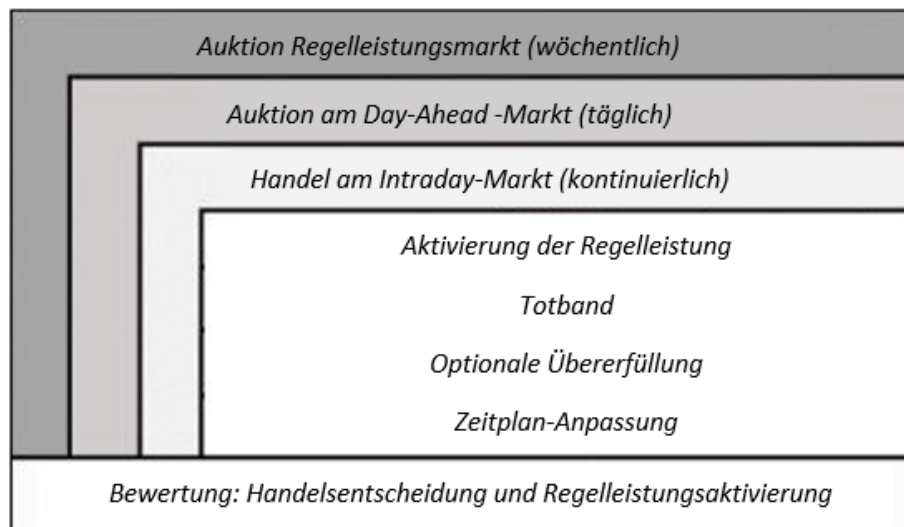 Auktion Regelleistungsmarkt (wöchentlich)
Auktion am Day-Ahead -Markt (täglich)
Handel am Intraday-Markt (kontinuierlich)
Aktivierung der Regelleistung
Totband
Optionale Übererfüllung
Zeitplan-Anpassung
Bewertung: Handelsentscheidung und Regelleistungsaktivierung